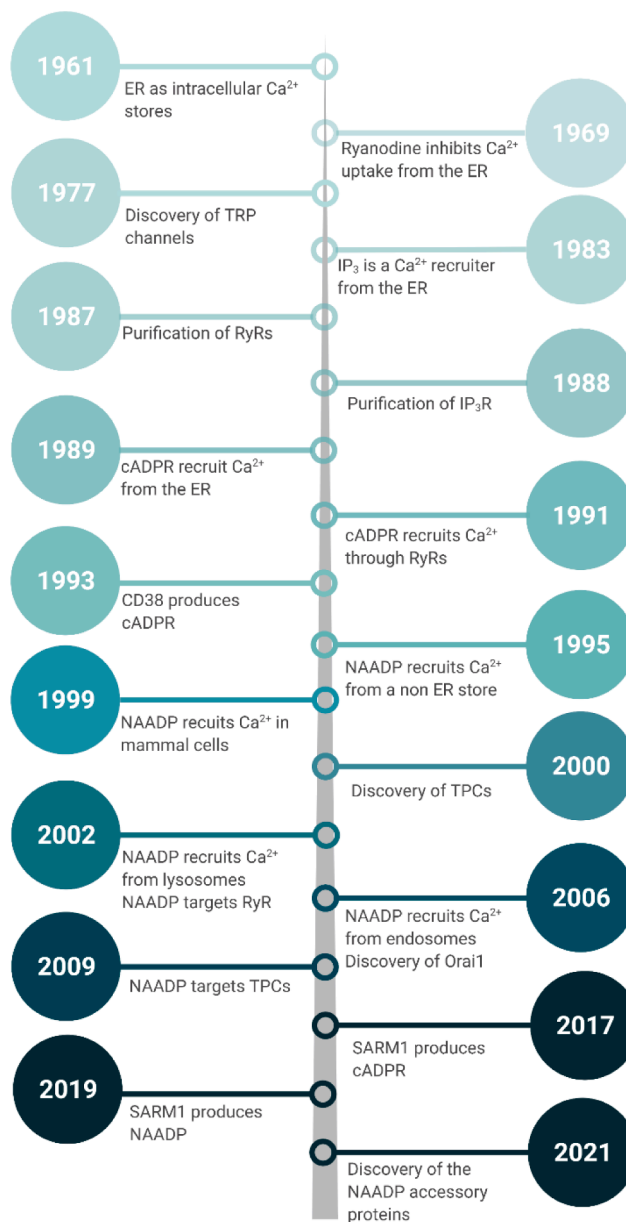 1961
ER as intracellular Ca²⁺
stores
1969
Ryanodine inhibits Ca²⁺
uptake from the ER
1977
Discovery of TRP
channels
1983
IP₃ is a Ca²⁺ recruiter
from the ER
1987
Purification of RyRs
1988
Purification of IP₃R
1989
cADPR recruit Ca²⁺
from the ER
1991
cADPR recruits Ca²⁺
through RyRs
1993
CD38 produces
cADPR
1995
NAADP recruits Ca²⁺
from a non ER store
1999
NAADP recuits Ca²⁺ in
mammal cells
2000
Discovery of TPCs
2002
NAADP recruits Ca²⁺
from lysosomes
NAADP targets RyR
2006
NAADP recruits Ca²⁺
from endosomes
Discovery of Orai1
2009
NAADP targets TPCs
2017
SARM1 produces
cADPR
2019
SARM1 produces
NAADP
2021
Discovery of the
NAADP accessory
proteins